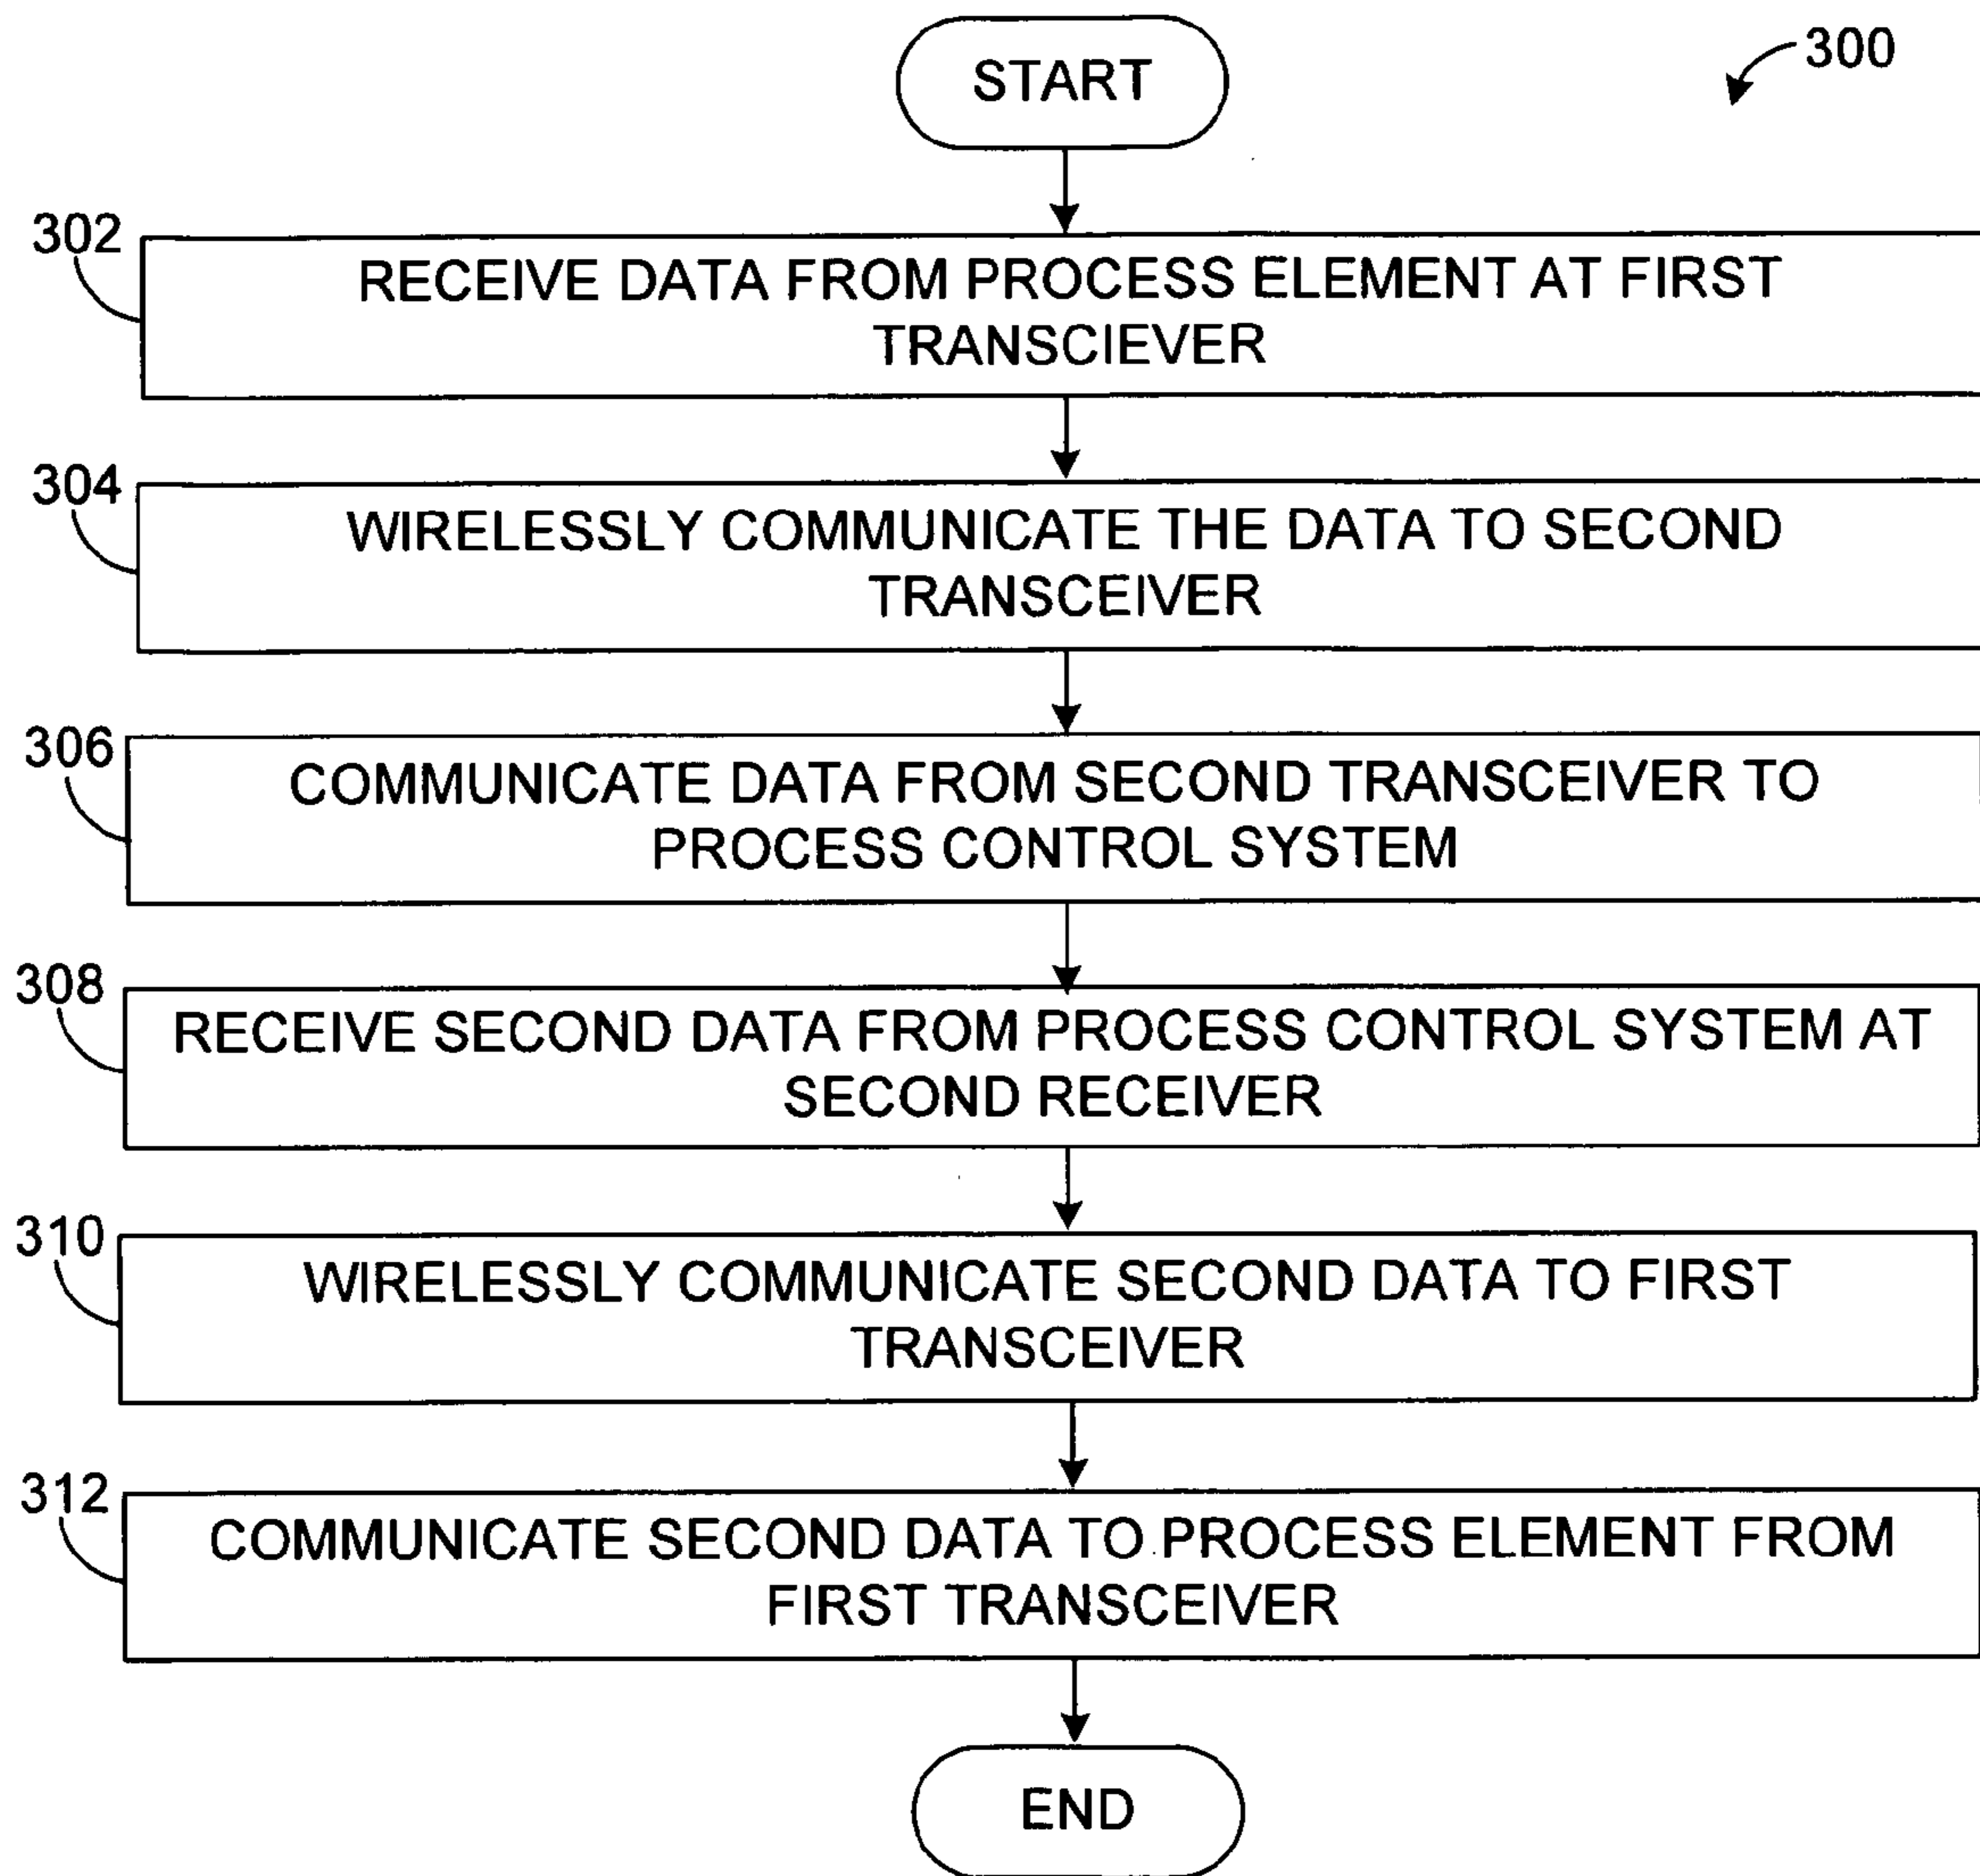 START
300
302
RECEIVE DATA FROM PROCESS ELEMENT AT FIRST
TRANSCIEVER
304
WIRELESSLY COMMUNICATE THE DATA TO SECOND
TRANSCEIVER
306
COMMUNICATE DATA FROM SECOND TRANSCEIVER TO
PROCESS CONTROL SYSTEM
308
RECEIVE SECOND DATA FROM PROCESS CONTROL SYSTEM AT
SECOND RECEIVER
310
WIRELESSLY COMMUNICATE SECOND DATA TO FIRST
TRANSCEIVER
312
COMMUNICATE SECOND DATA TO PROCESS ELEMENT FROM
FIRST TRANSCEIVER
END